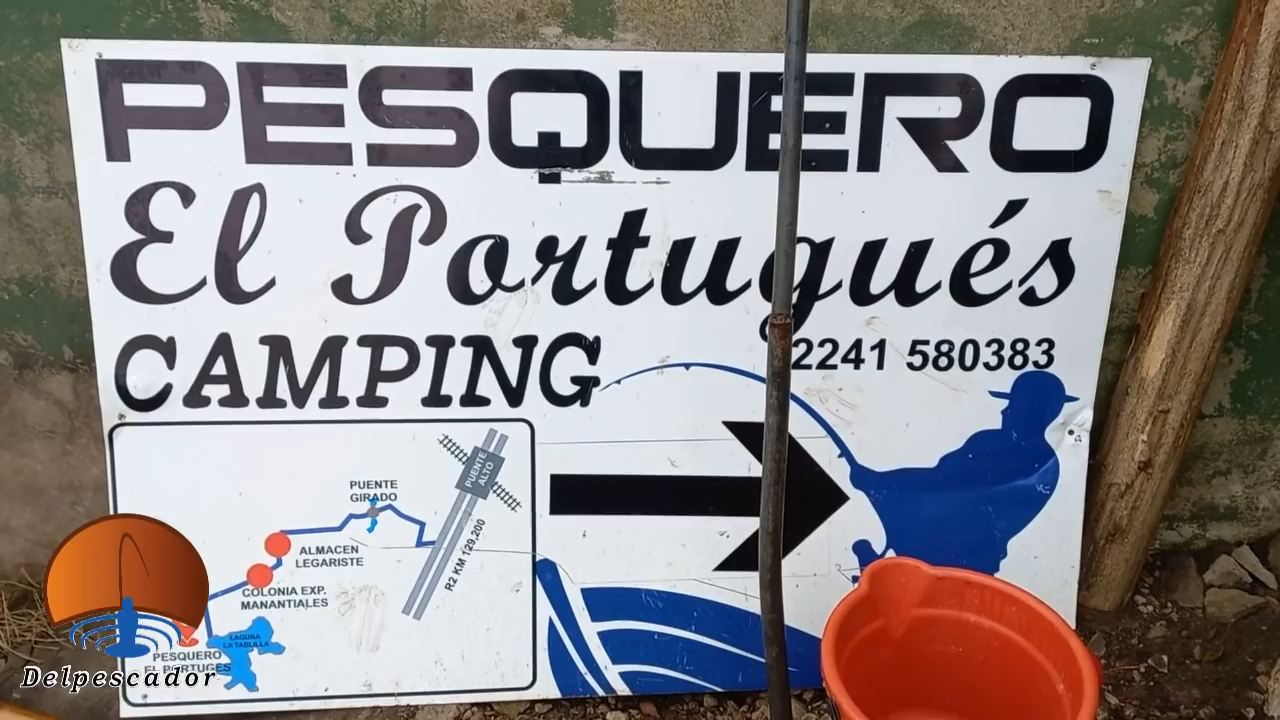 PESQUERO
El Portugués
CAMPING
2241 580383
PUENTE
ALTO
PUENTE
GIRADO
R2 KM 129,200
ALMACEN
LEGARISTE
COLONIA EXP.
MANANTIALES
LAGUNA
LA TABLILLA
PESQUERO
EL PORTUGES
Delpescador